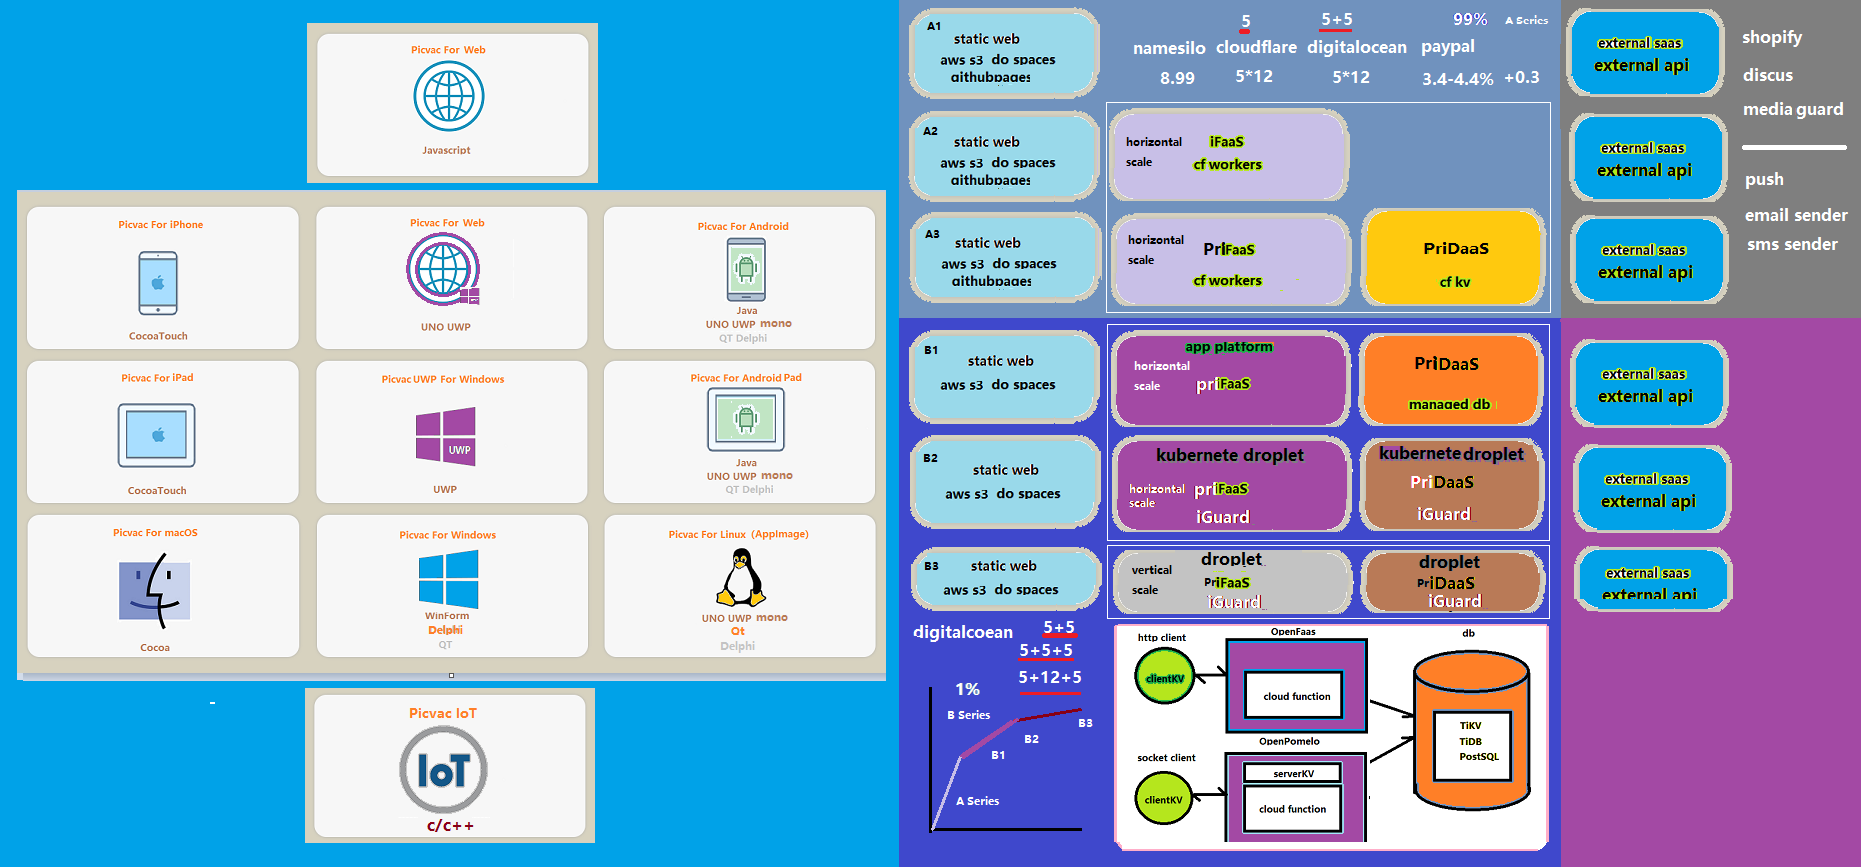 Picvac For Web
Javascript
Picvac For iPhone
CocoaTouch
Picvac For Web
UNO UWP
Picvac For Android
Java
UNO UWP mono
QT Delphi
Picvac For iPad
CocoaTouch
Picvac UWP For Windows
UWP
UWP
Picvac For Android Pad
Java
UNO UWP mono
QT Delphi
Picvac For macOS
Cocoa
Picvac For Windows
WinForm
Delphi
QT
Picvac For Linux (AppImage)
UNO UWP mono
Qt
Delphi
Picvac IoT
IoT
c/c++
A1
static web
aws s3 do spaces
githubpages
5
5+5
99%
A Series
namesilo cloudflare digitalocean paypal
8.99
5*12
5*12
3.4-4.4% +0.3
A2
static web
aws s3 do spaces
githubpages
horizontal
scale
iFaaS
cf workers
A3
static web
aws s3 do spaces
githubpages
horizontal
scale
PriFaaS
cf workers
PriDaaS
cf kv
external saas
external api
external saas
external api
external saas
external api
shopify
discus
media guard
push
email sender
sms sender
B1
static web
aws s3 do spaces
app platform
horizontal
scale
priFaaS
PriDaaS
managed db
external saas
external api
B2
static web
aws s3 do spaces
kubernete droplet
horizontal
scale
priFaaS
iGuard
kubernete droplet
PriDaaS
iGuard
external saas
external api
B3
static web
aws s3 do spaces
droplet
vertical
scale
PriFaaS
iGuard
droplet
PriDaaS
iGuard
external saas
external api
digitalcoean
5+5
5+5+5
5+12+5
1%
B Series
B3
B2
B1
A Series
http client
clientKV
OpenFaas
cloud function
db
TiKV
TiDB
PostSQL
OpenPomelo
socket client
clientKV
serverKV
cloud function